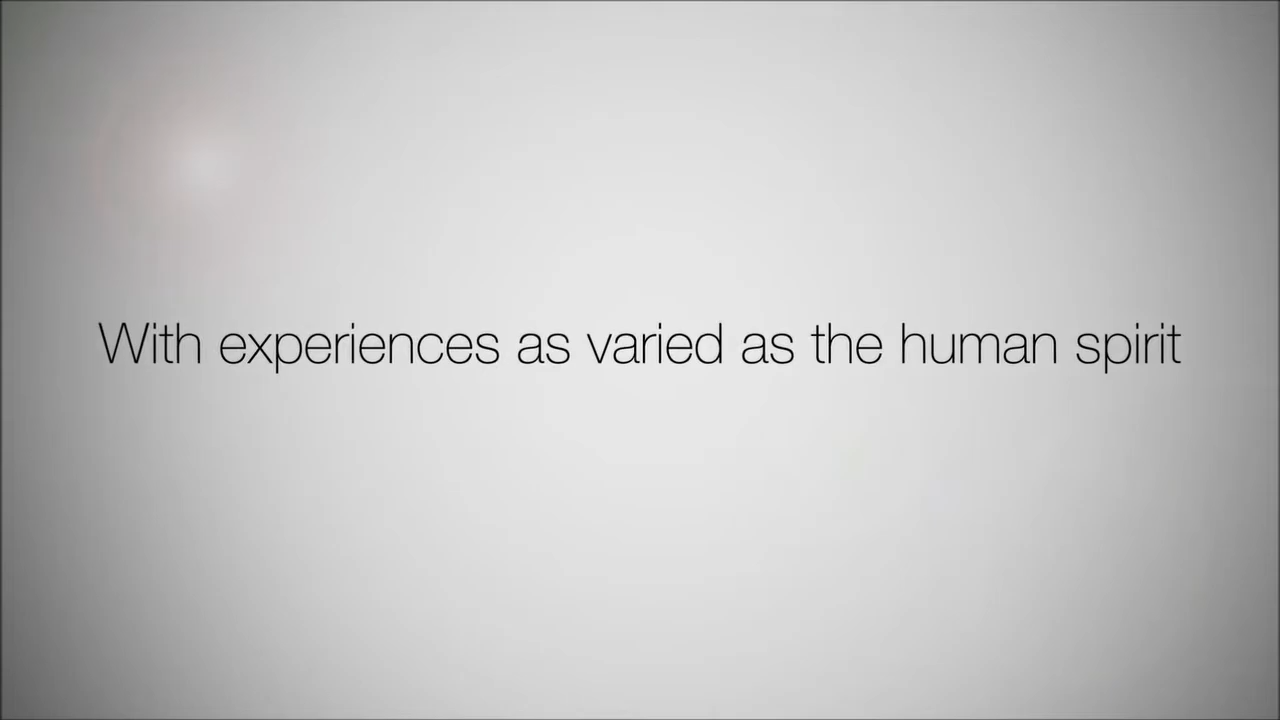 With experiences as varied as the human spirit